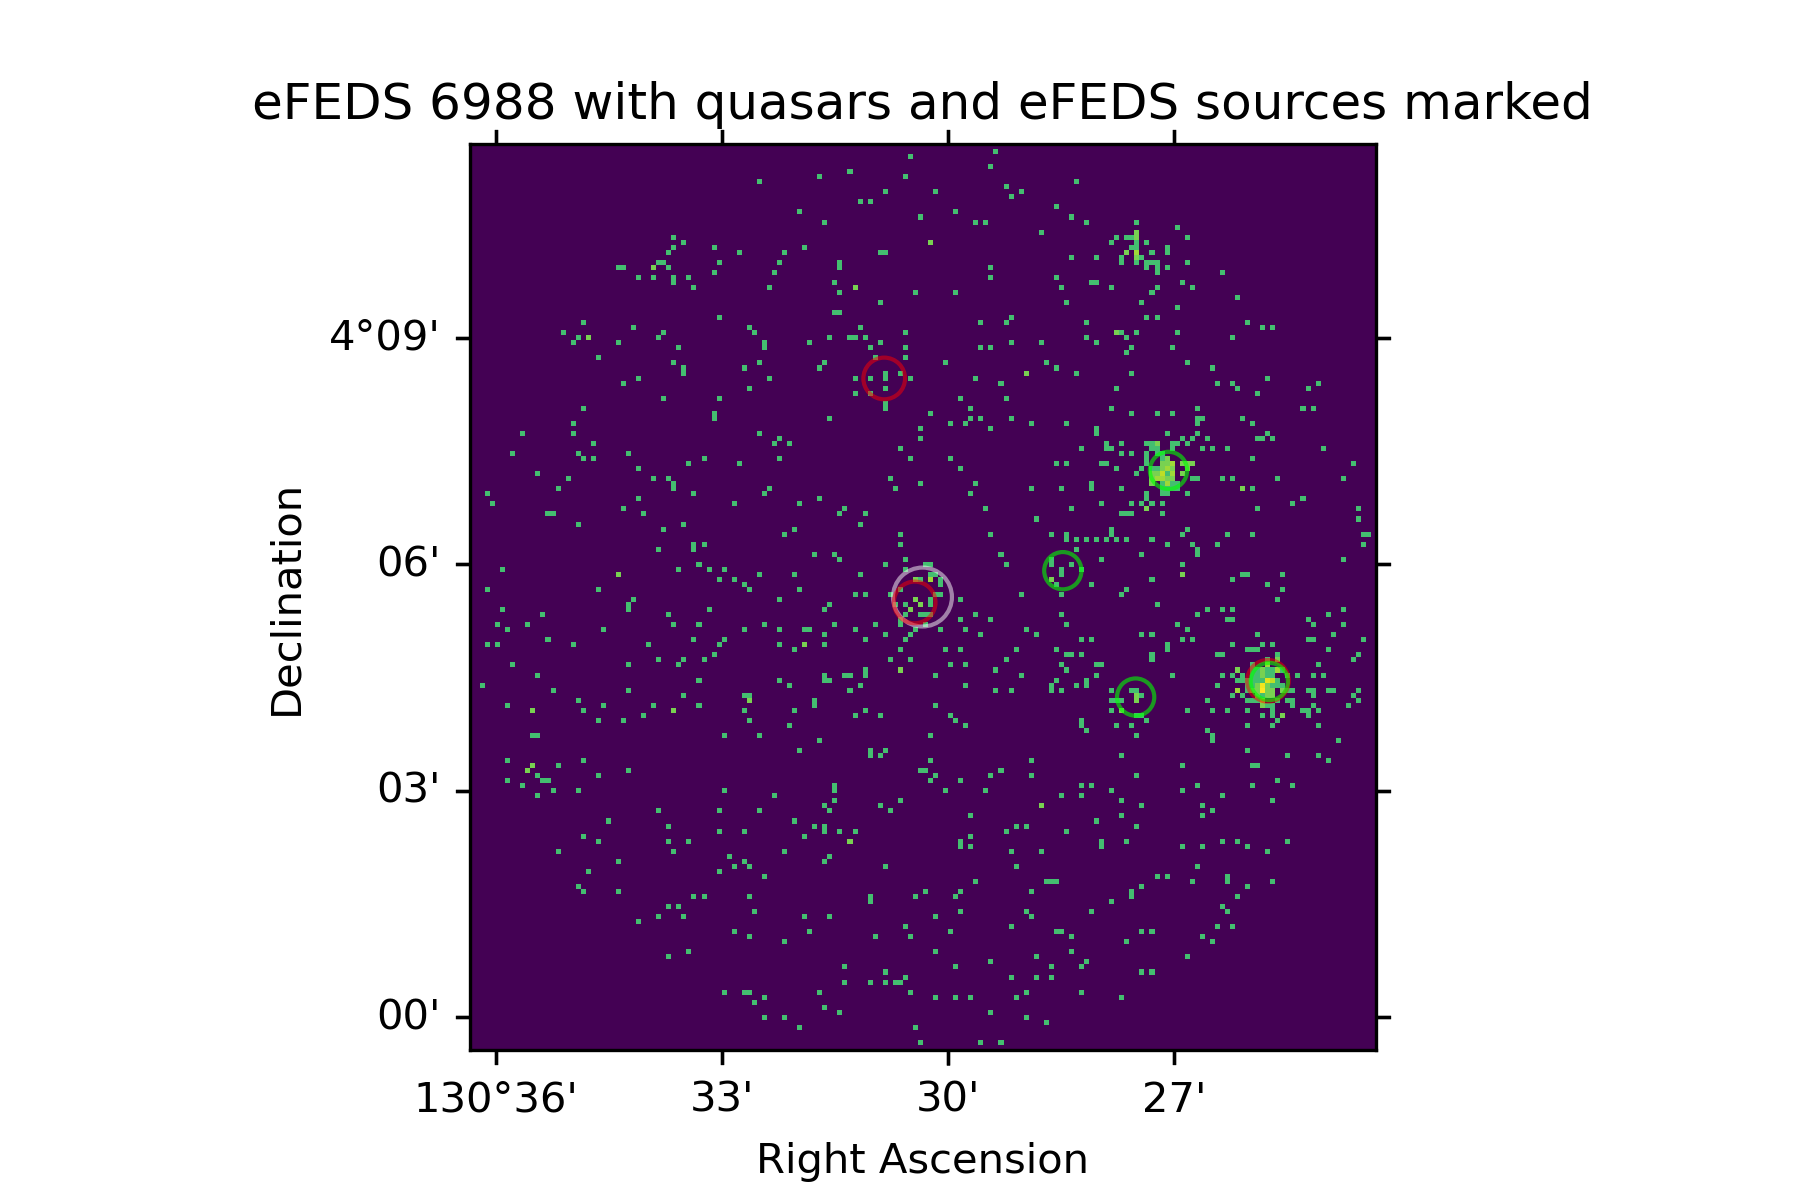 eFEDS 6988 with quasars and eFEDS sources marked
4°09'
06'
03'
00'
Declination
130°36'
33'
30'
27'
Right Ascension